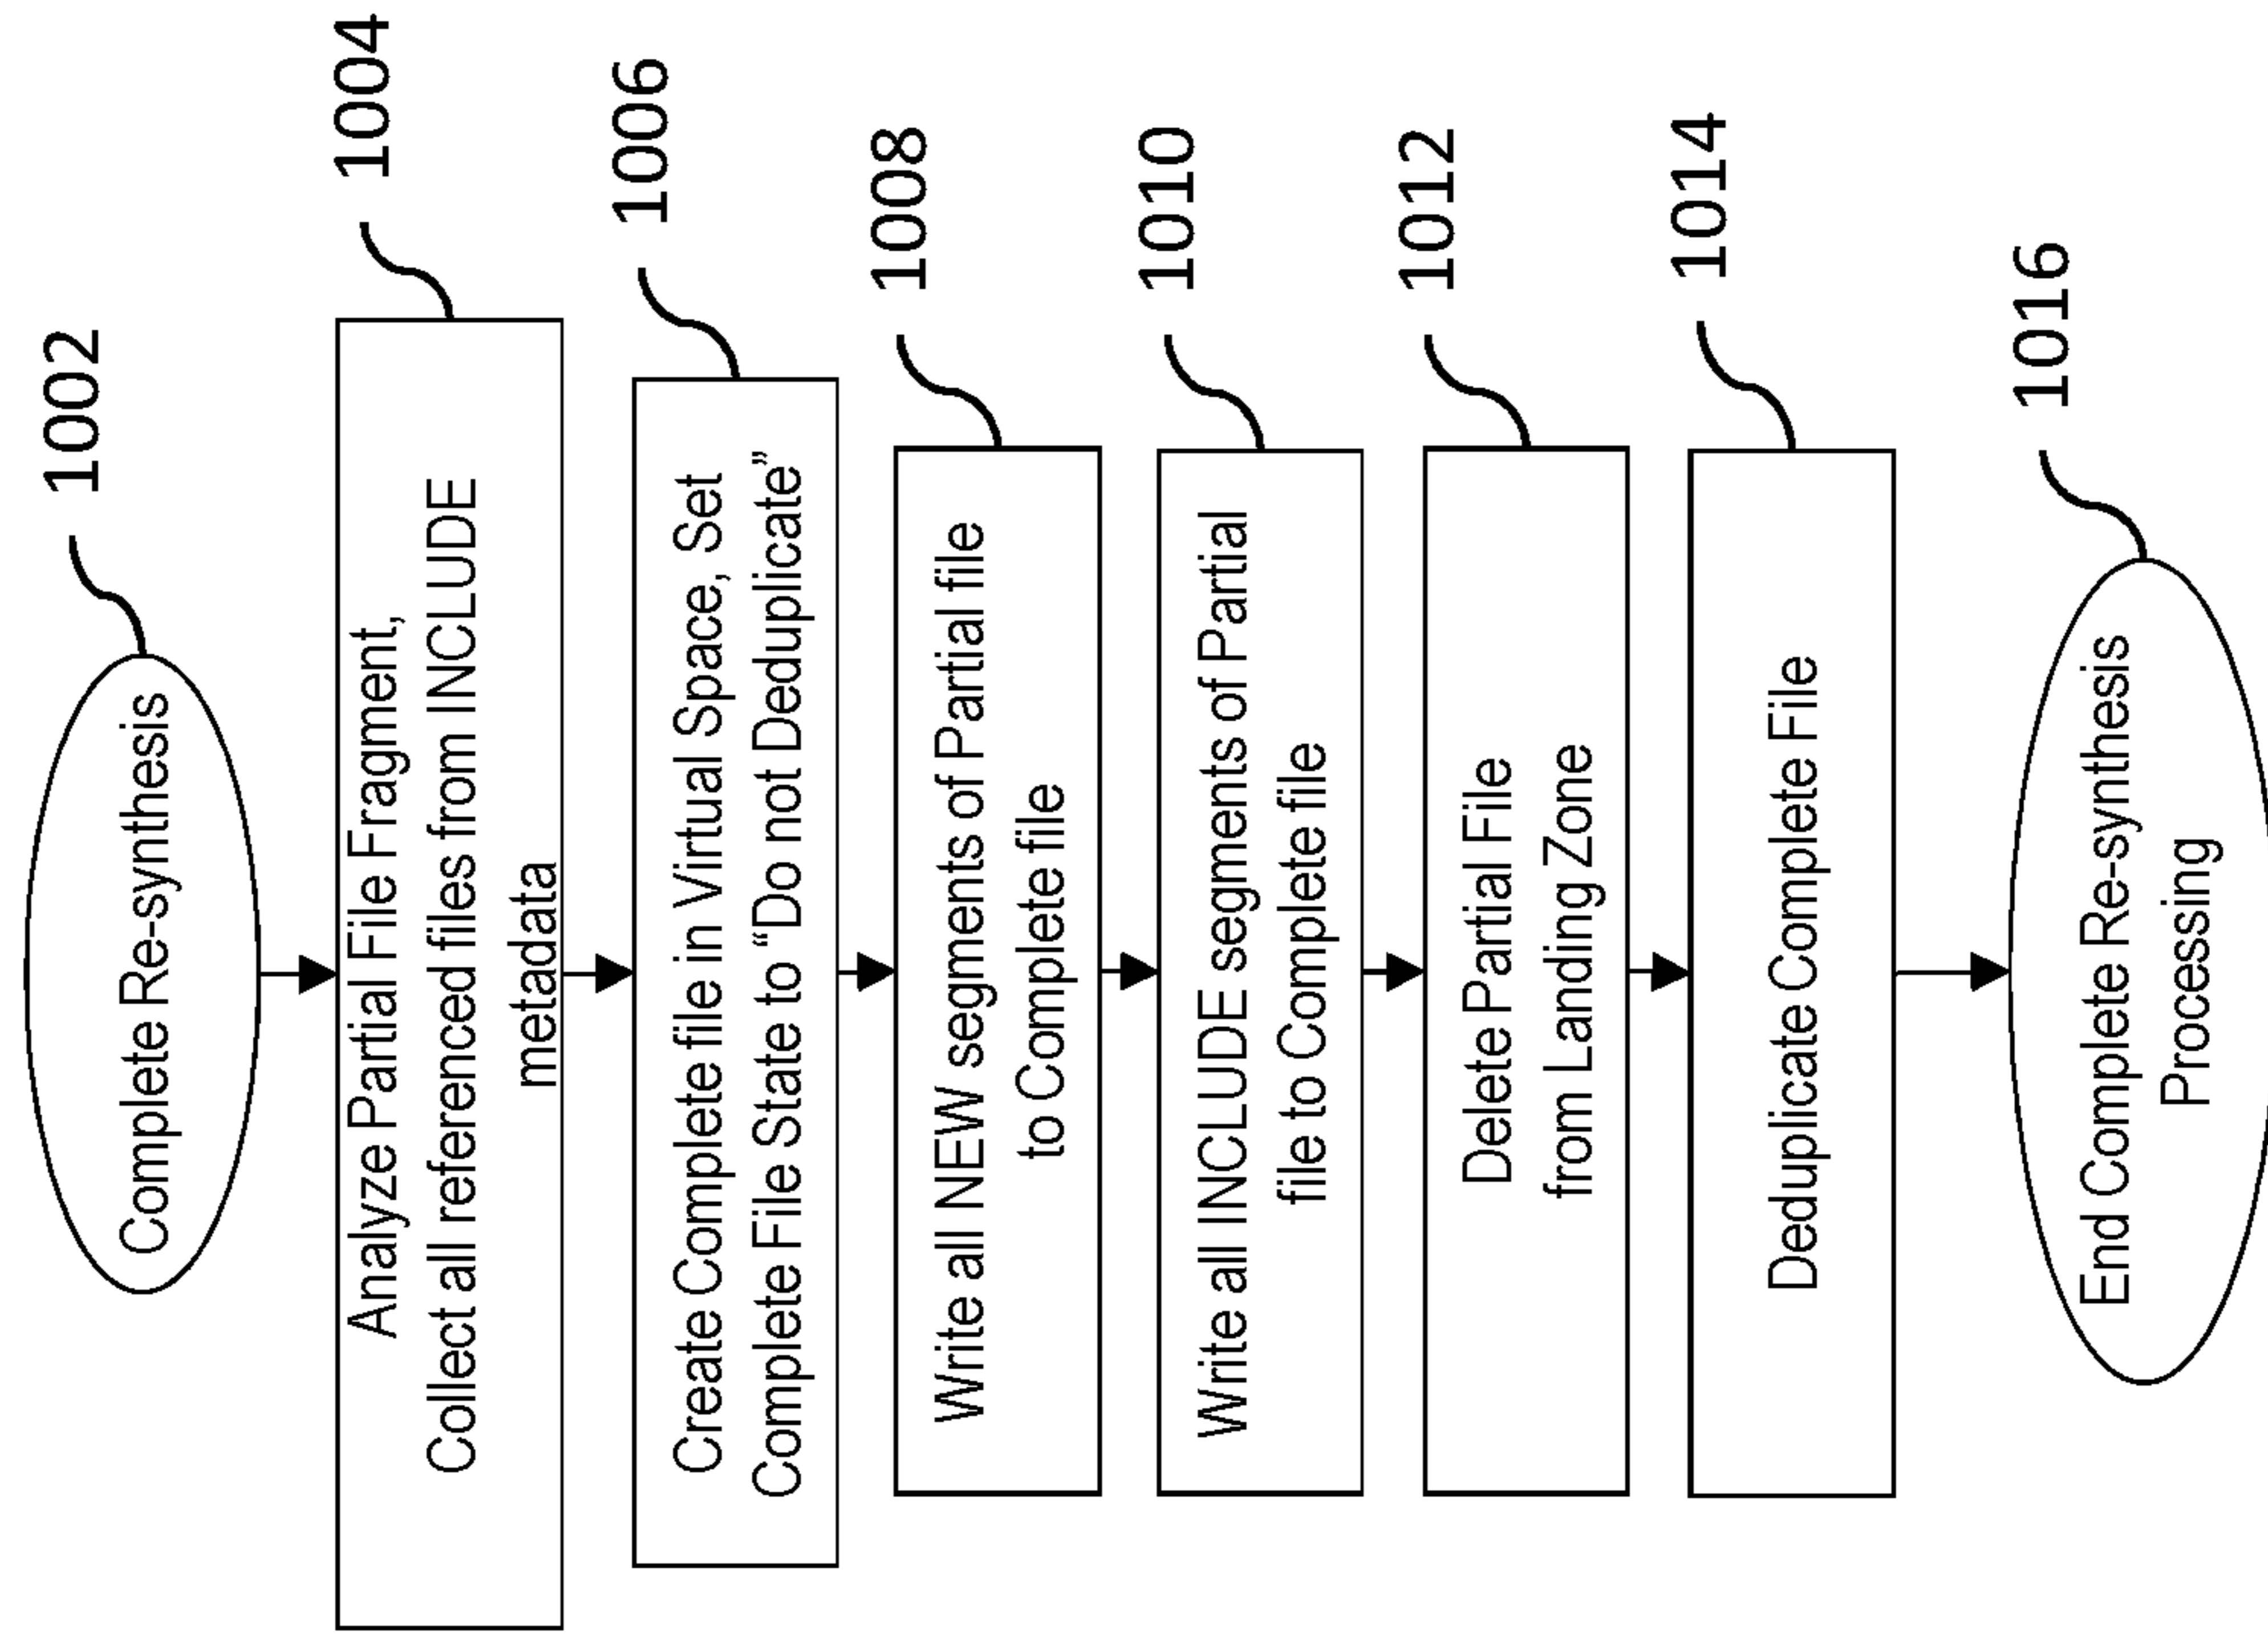 1002
Complete Re-synthesis
1004
Analyze Partial File Fragment,
Collect all referenced files from INCLUDE
metadata
1006
Create Complete file in Virtual Space, Set
Complete File State to “Do not Deduplicate”
1008
Write all NEW segments of Partial file
to Complete file
1010
Write all INCLUDE segments of Partial
file to Complete file
1012
Delete Partial File
from Landing Zone
1014
Deduplicate Complete File
1016
End Complete Re-synthesis
Processing